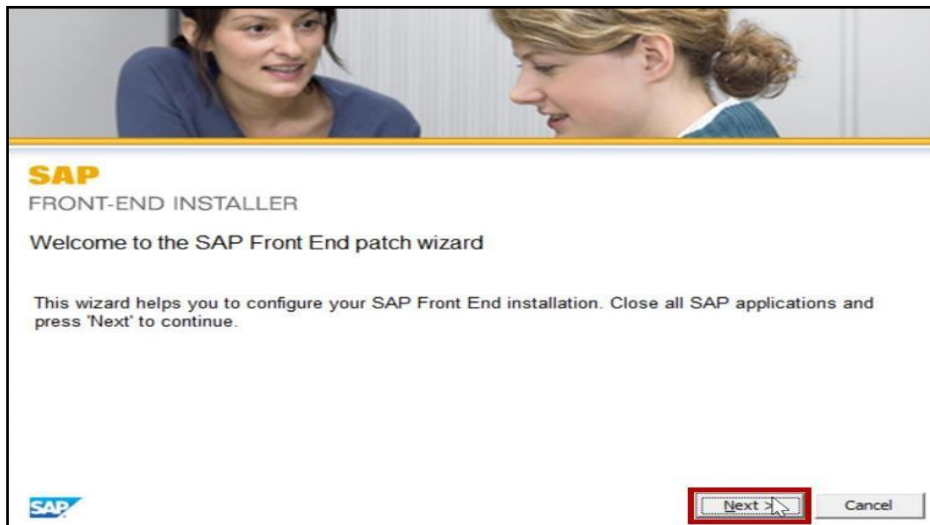 SAP
FRONT-END INSTALLER
Welcome to the SAP Front End patch wizard
This wizard helps you to configure your SAP Front End installation. Close all SAP applications and
press 'Next' to continue.
SAP
Next >
Cancel